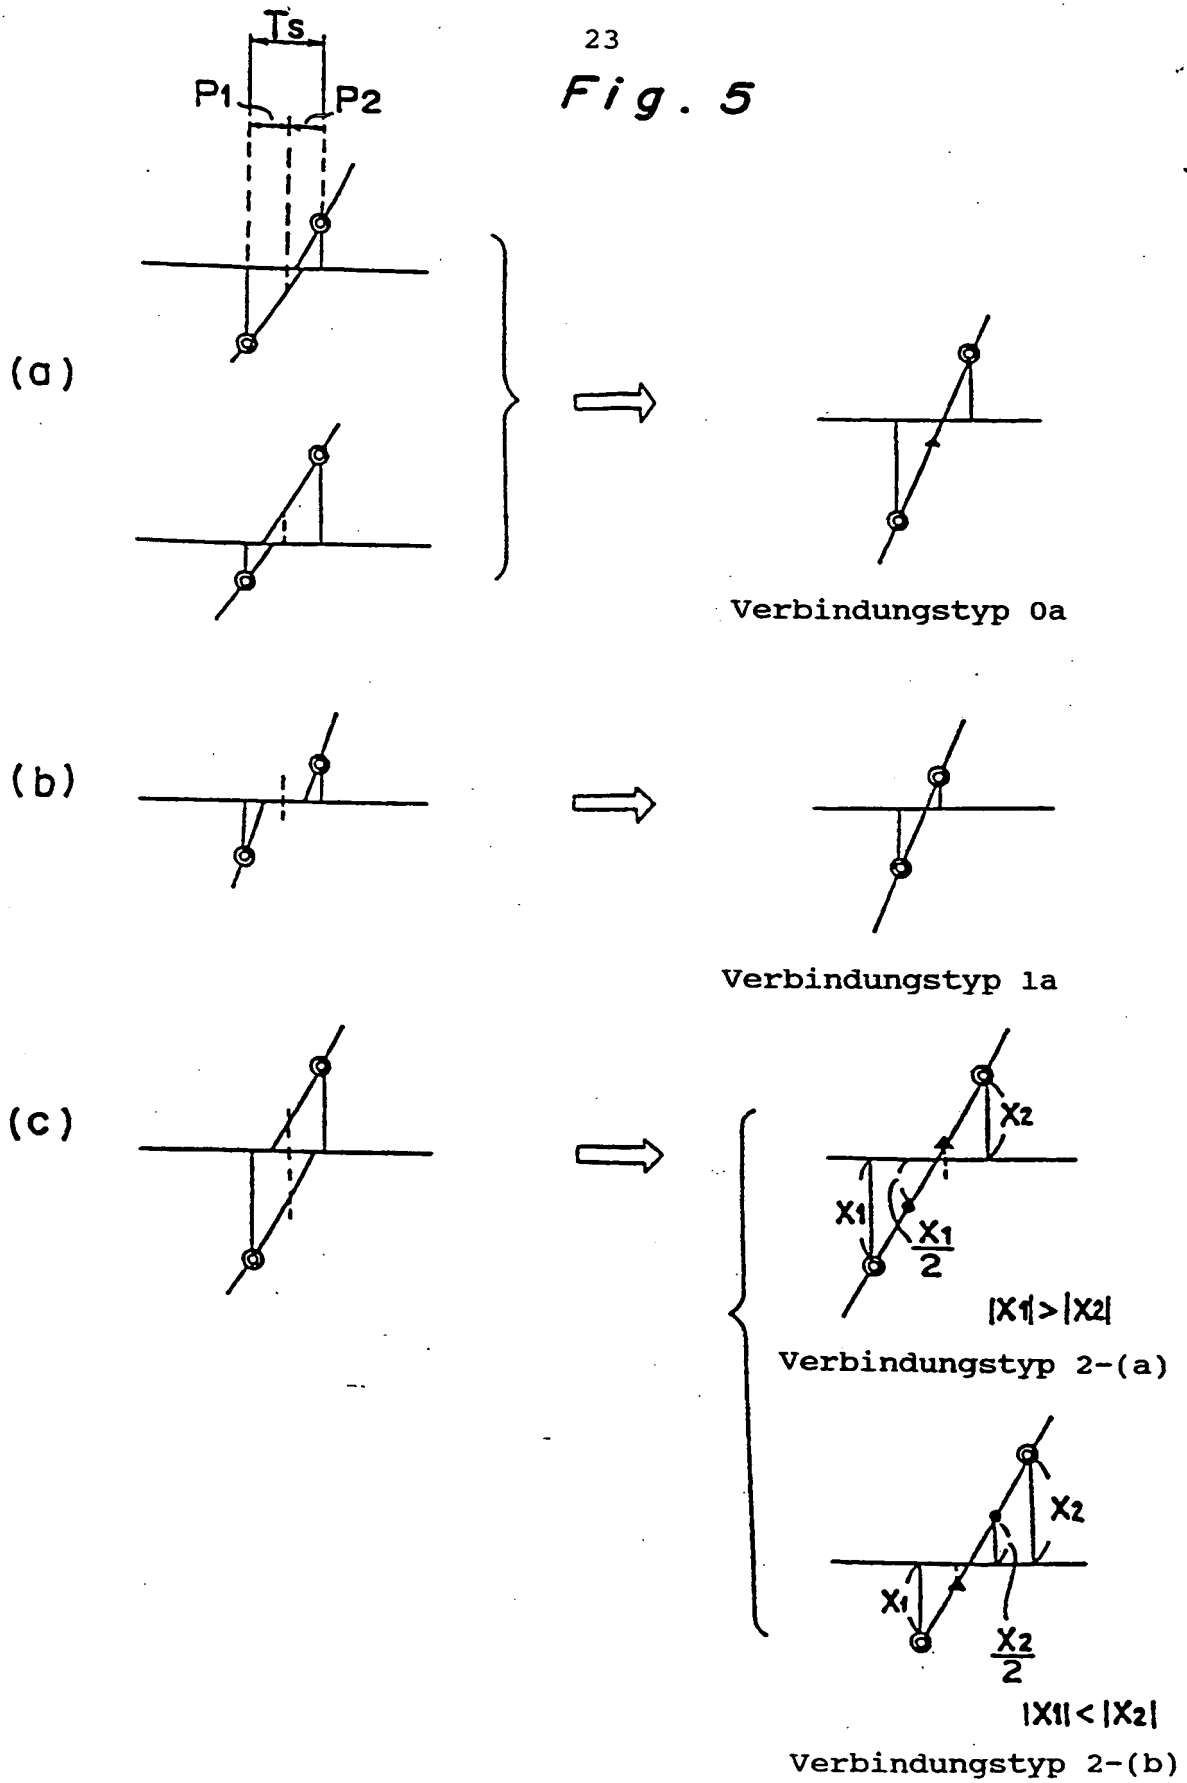 23
Fig. 5
Ts
P1 P2
(a)
Verbindungstyp 0a
(b)
Verbindungstyp 1a
(c)
X2
X1
X1
2
|X1|>|X2|
Verbindungstyp 2-(a)
X2
X1
X2
2
|X1|<|X2|
Verbindungstyp 2-(b)